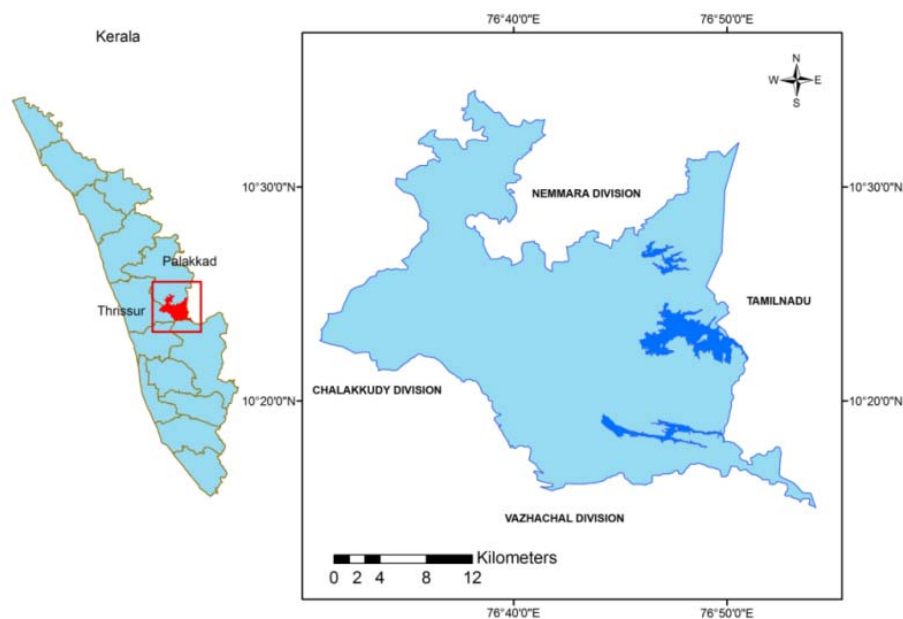 Kerala
Palakkad
Thrissur
76°40'0"E
76°50'0"E
N
W
E
S
10°30'0"N
10°30'0"N
NEMMARA DIVISION
TAMILNADU
CHALAKKUDY DIVISION
10°20'0"N
10°20'0"N
VAZHACHAL DIVISION
Kilometers
0 2 4 8 12
76°40'0"E
76°50'0"E